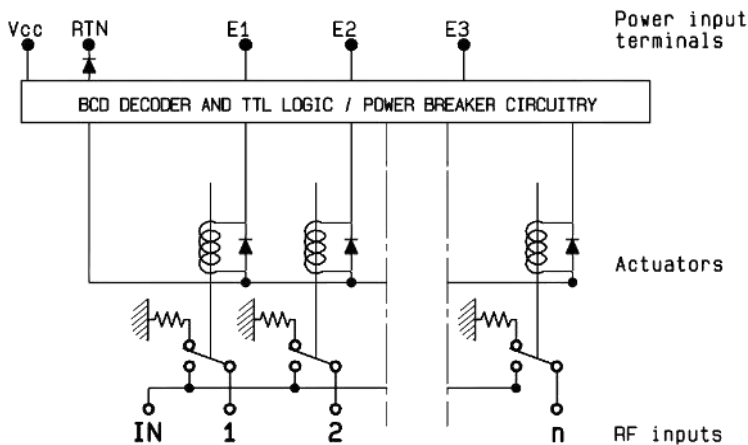 Vcc RTN E1 E2 E3 Power input
terminals
BCD DECODER AND TTL LOGIC / POWER BREAKER CIRCUITRY
Actuators
IN 1 2 n RF inputs